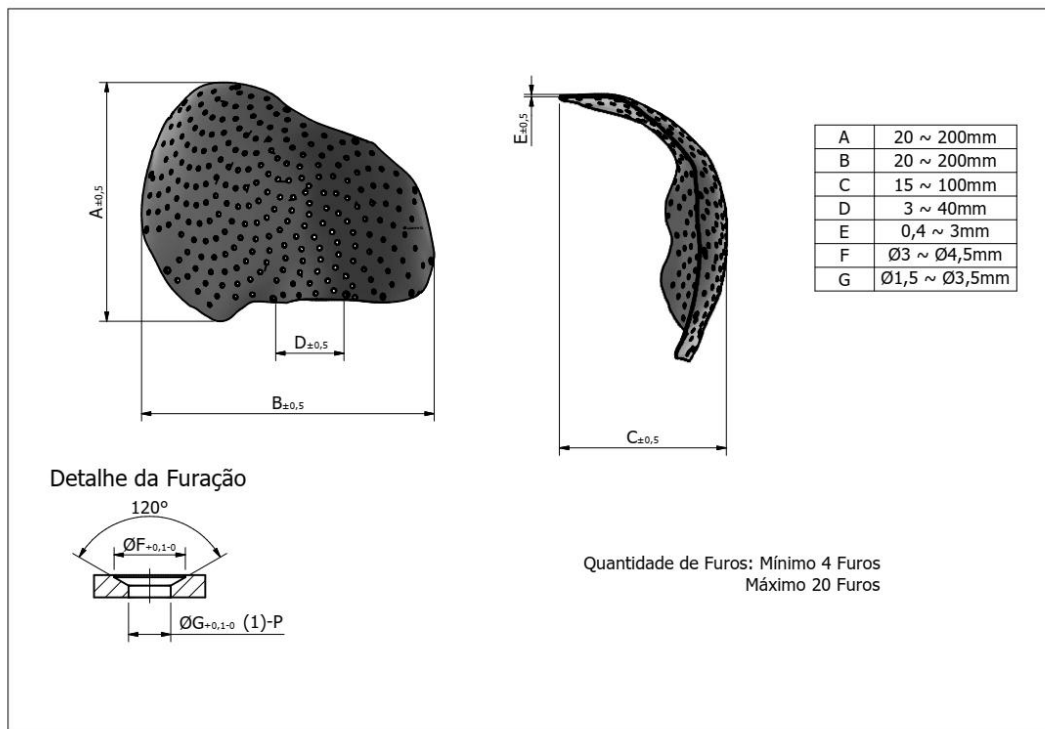 A±0,5
D±0,5
B±0,5
E±0,5
C±0,5
A 20 ~ 200mm
B 20 ~ 200mm
C 15 ~ 100mm
D 3 ~ 40mm
E 0,4 ~ 3mm
F Ø3 ~ Ø4,5mm
G Ø1,5 ~ Ø3,5mm
Detalhe da Furação
120°
ØF+0,1-0
ØG+0,1-0 (1)-P
Quantidade de Furos: Mínimo 4 Furos
Máximo 20 Furos